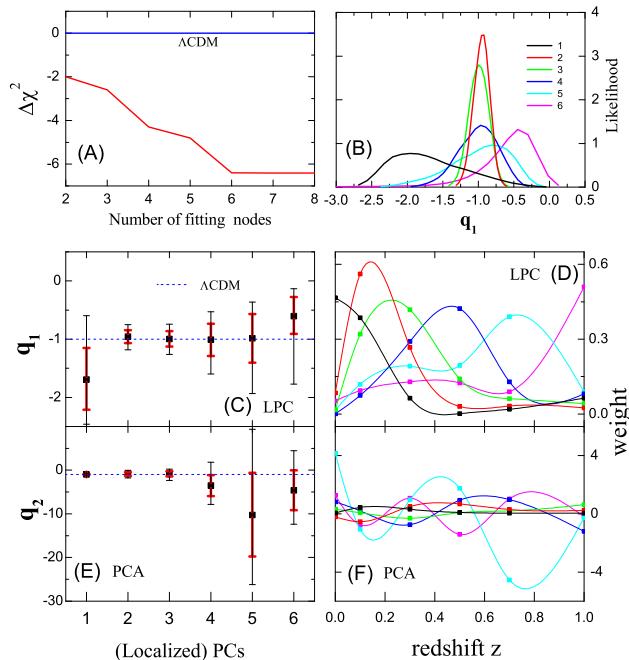 0
ΛCDM
-2
-4
-6
Δχ²
(A)
2 3 4 5 6 7 8
Number of fitting nodes
4
3
2
1
0
Likelihood
1
2
3
4
5
6
(B)
-3.0 -2.5 -2.0 -1.5 -1.0 -0.5 0.0 0.5
q₁
0
-1
-2
q₁
ΛCDM
(C) LPC
LPC (D)
0.6
0.3
0.0
weight
0
-10
-20
-30
q₂
(E) PCA
1 2 3 4 5 6
(Localized) PCs
4
0
-4
PCA (F)
0.0 0.2 0.4 0.6 0.8 1.0
redshift z